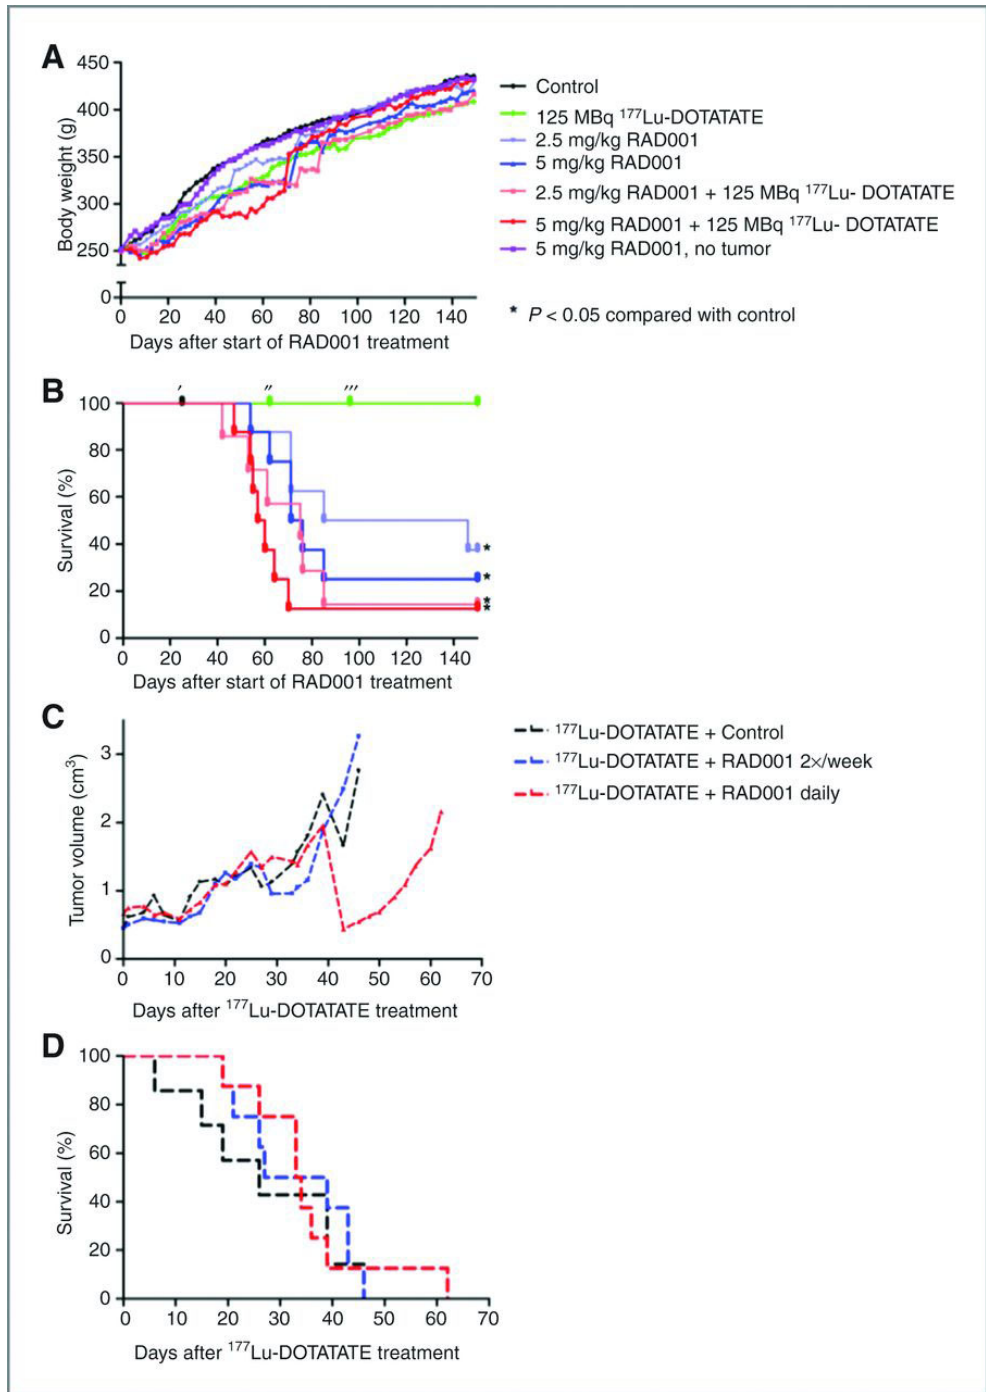 A
Body weight (g)
450
400
350
300
250
0
0 20 40 60 80 100 120 140
Days after start of RAD001 treatment
Control
125 MBq ¹⁷⁷Lu-DOTATATE
2.5 mg/kg RAD001
5 mg/kg RAD001
2.5 mg/kg RAD001 + 125 MBq ¹⁷⁷Lu- DOTATATE
5 mg/kg RAD001 + 125 MBq ¹⁷⁷Lu- DOTATATE
5 mg/kg RAD001, no tumor
* P < 0.05 compared with control
B
Survival (%)
′ ″ ‴
100
80
60
40
20
0
*
*
*
*
0 20 40 60 80 100 120 140
Days after start of RAD001 treatment
C
Tumor volume (cm³)
3
2
1
0
0 10 20 30 40 50 60 70
Days after ¹⁷⁷Lu-DOTATATE treatment
¹⁷⁷Lu-DOTATATE + Control
¹⁷⁷Lu-DOTATATE + RAD001 2×/week
¹⁷⁷Lu-DOTATATE + RAD001 daily
D
Survival (%)
100
80
60
40
20
0
0 10 20 30 40 50 60 70
Days after ¹⁷⁷Lu-DOTATATE treatment